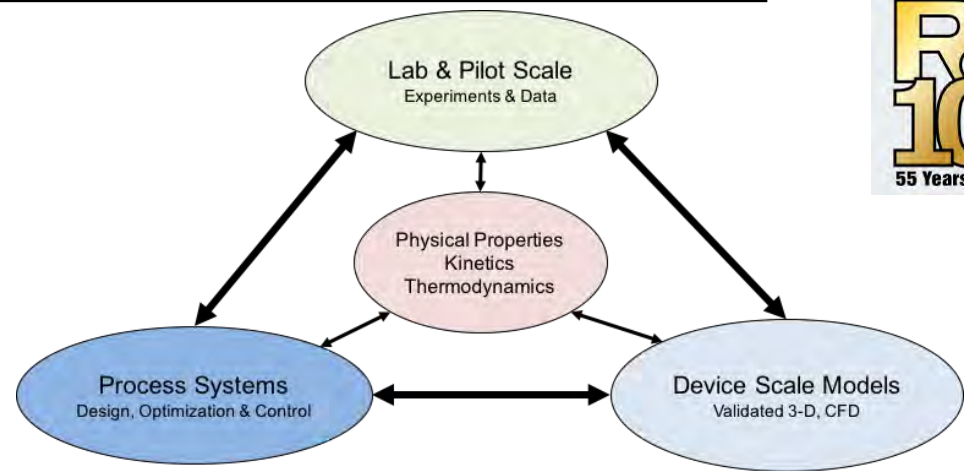 Lab & Pilot Scale
Experiments & Data
Physical Properties
Kinetics
Thermodynamics
Process Systems
Design, Optimization & Control
Device Scale Models
Validated 3-D, CFD
R&
10
55 Years